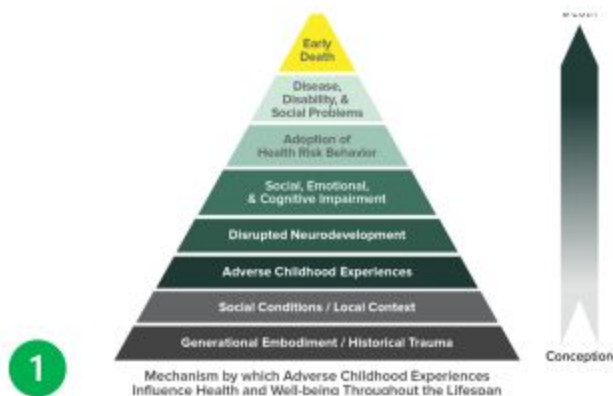 Early
Death
Disease,
Disability, &
Social Problems
Adoption of
Health Risk Behavior
Social, Emotional,
& Cognitive Impairment
Disrupted Neurodevelopment
Adverse Childhood Experiences
Social Conditions / Local Context
Generational Embodiment / Historical Trauma
Conception
1
Mechanism by which Adverse Childhood Experiences
Influence Health and Well-being Throughout the Lifespan